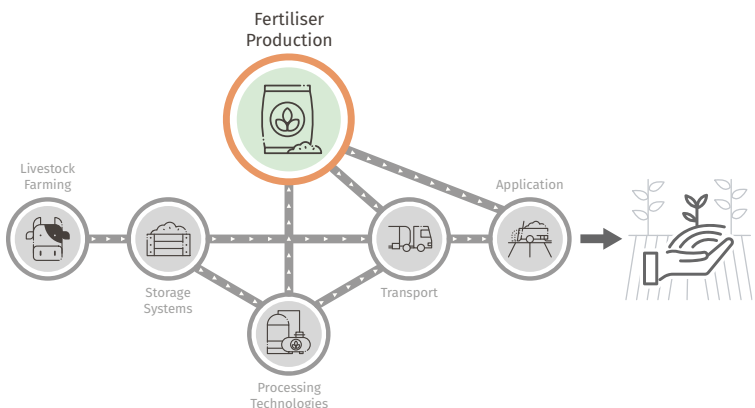 Fertiliser
Production
Livestock
Farming
Application
Storage
Systems
Transport
Processing
Technologies